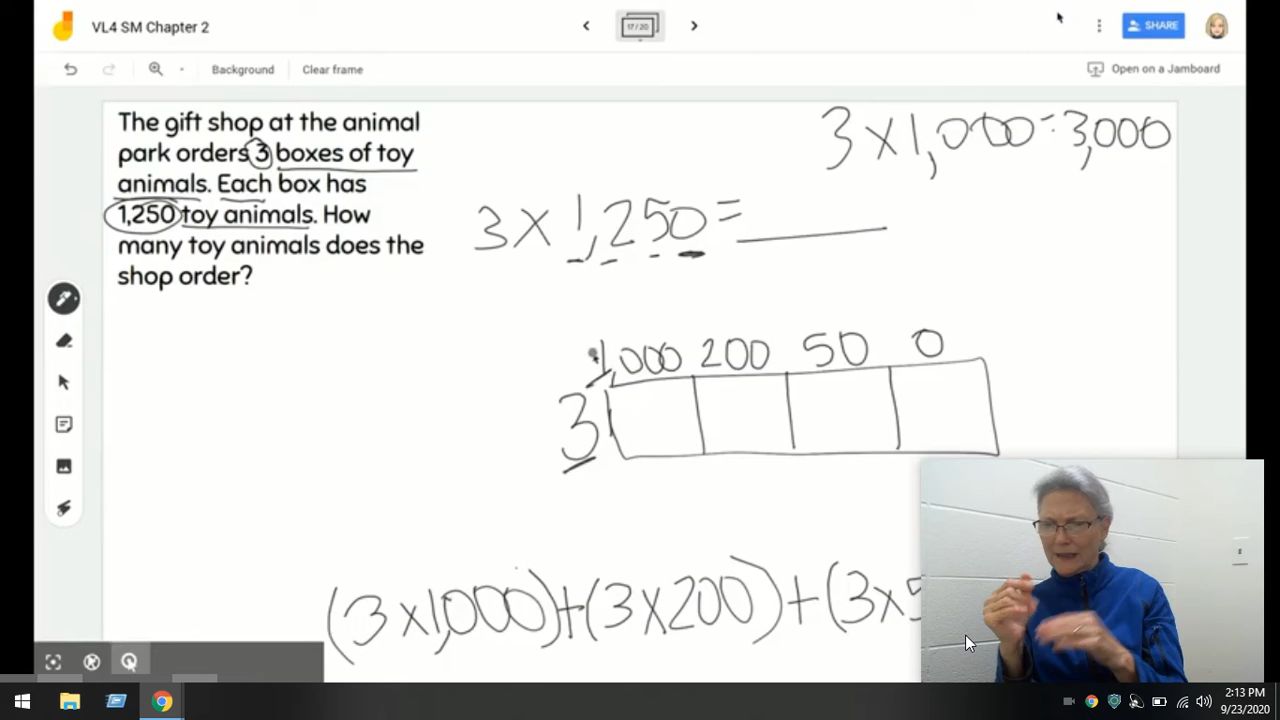 VL4 SM Chapter 2
17 / 20
SHARE
Background
Clear frame
Open on a Jamboard
The gift shop at the animal
park orders 3 boxes of toy
animals. Each box has
1,250 toy animals. How
many toy animals does the
shop order?
3 x 1,000 = 3,000
3 x 1,250 =
1,000 200 50 0
3
(3 x 1,000) + (3 x 200) + (3 x 5
2:13 PM
9/23/2020